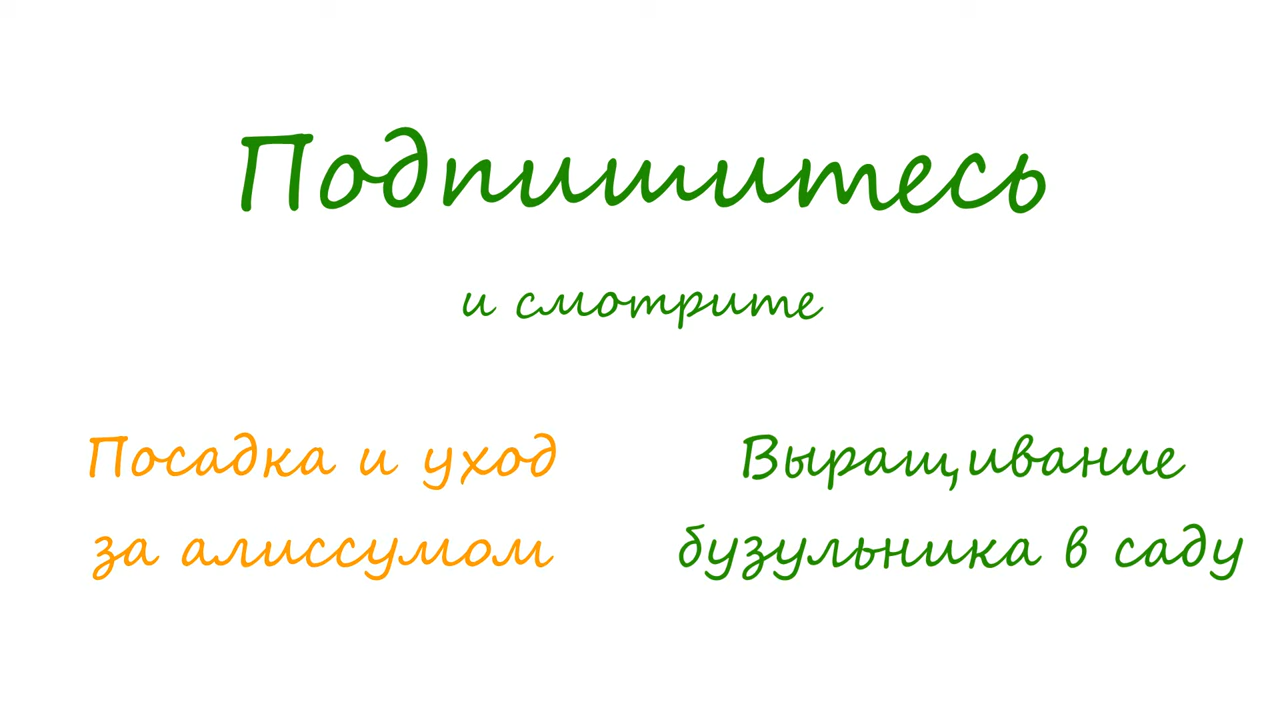 Подпишитесь
и смотрите
Посадка и уход
за алиссумом
Выращивание
бузульника в саду